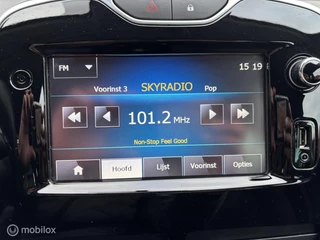 FM
15 19
Voorinst 3 SKYRADIO Pop
101.2 MHz
Non-Stop Feel Good
Hoofd Lijst Voorinst Opties
mobilox